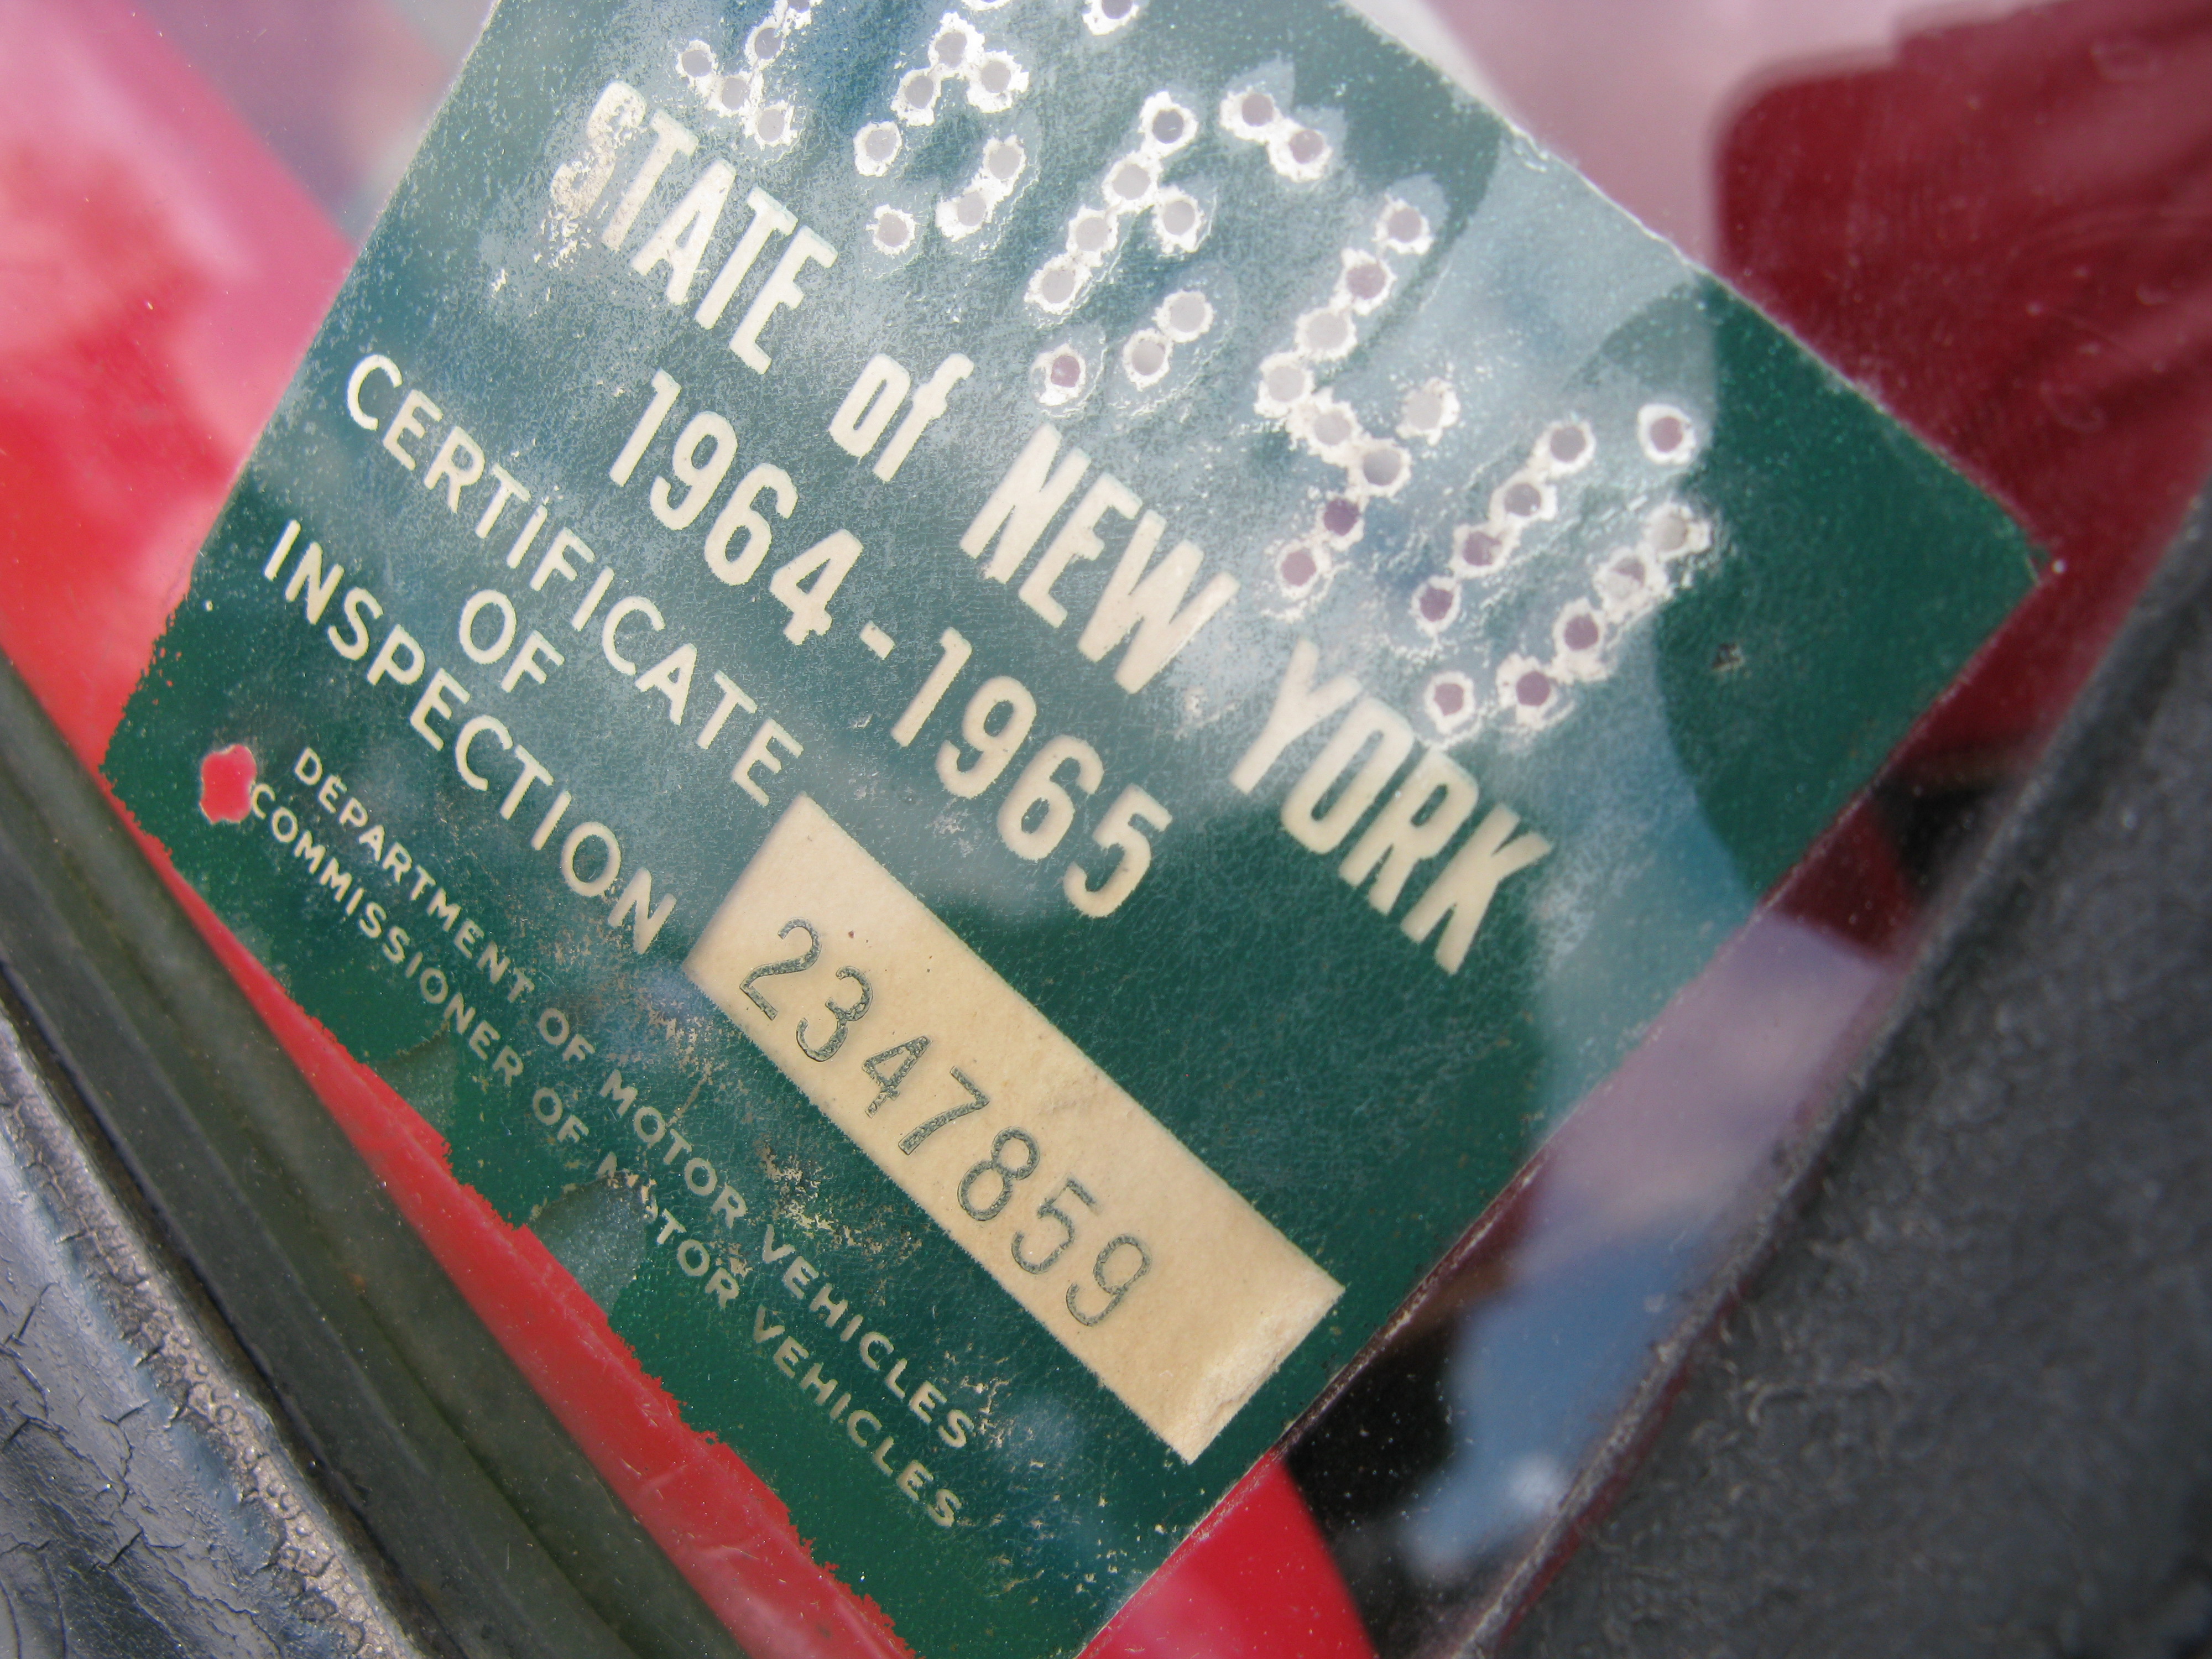 STATE of NEW YORK
1964-1965
CERTIFICATE
OF
INSPECTION
2347859
DEPARTMENT OF MOTOR VEHICLES
COMMISSIONER OF MOTOR VEHICLES